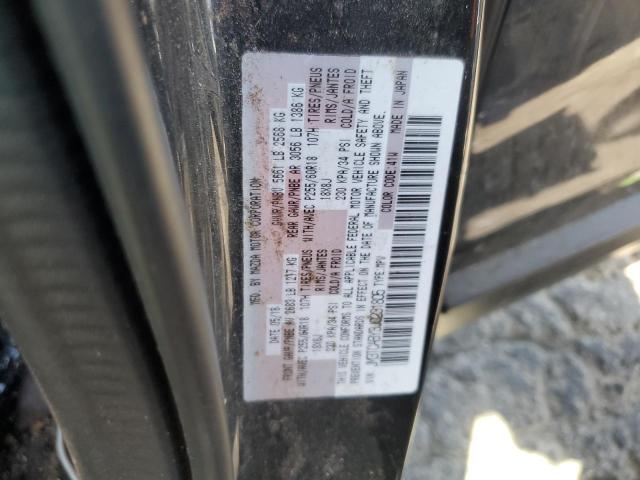 MFD. BY MAZDA MOTOR CORPORATION
DATE 05/18 GVWR/PNBV 5661 LB 2568 KG
FRONT GAWR/PNBE AV 2683 LB 1217 KG REAR GAWR/PNBE AR 3056 LB 1386 KG
WITH/AVEC P255/60R18 107H TIRES/PNEUS WITH/AVEC P255/60R18 107H TIRES/PNEUS
18X8J RIMS/JANTES 18X8J RIMS/JANTES
230 KPA/34 PSI COLD/A FROID 230 KPA/34 PSI COLD/A FROID
THIS VEHICLE CONFORMS TO ALL APPLICABLE FEDERAL MOTOR VEHICLE SAFETY AND THEFT
PREVENTION STANDARDS IN EFFECT ON THE DATE OF MANUFACTURE SHOWN ABOVE.
VIN: TYPE: MPV COLOR CODE: 41W MADE IN JAPAN